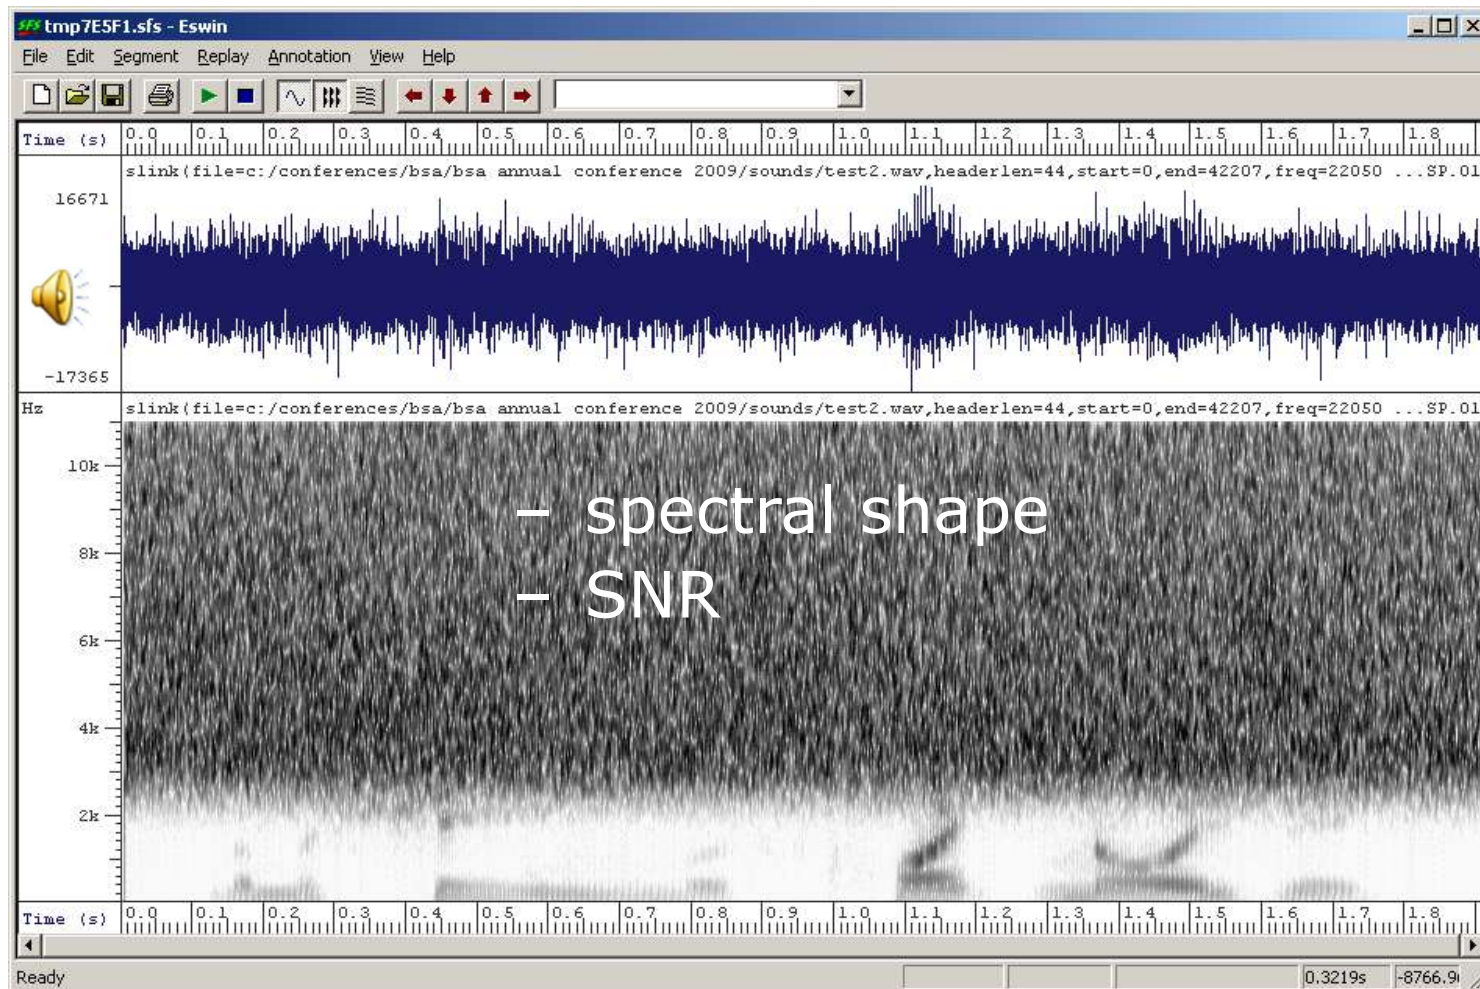 SFS tmp7E5F1.sfs - Eswin
File Edit Segment Replay Annotation View Help
Time (s) 0.0 0.1 0.2 0.3 0.4 0.5 0.6 0.7 0.8 0.9 1.0 1.1 1.2 1.3 1.4 1.5 1.6 1.7 1.8
slink(file=c:/conferences/bsa/bsa annual conference 2009/sounds/test2.wav,headerlen=44,start=0,end=42207,freq=22050 ...SP.01
16671
-17365
Hz slink(file=c:/conferences/bsa/bsa annual conference 2009/sounds/test2.wav,headerlen=44,start=0,end=42207,freq=22050 ...SP.01
10k
– spectral shape
8k
– SNR
6k
4k
2k
Time (s) 0.0 0.1 0.2 0.3 0.4 0.5 0.6 0.7 0.8 0.9 1.0 1.1 1.2 1.3 1.4 1.5 1.6 1.7 1.8
Ready 0.3219s